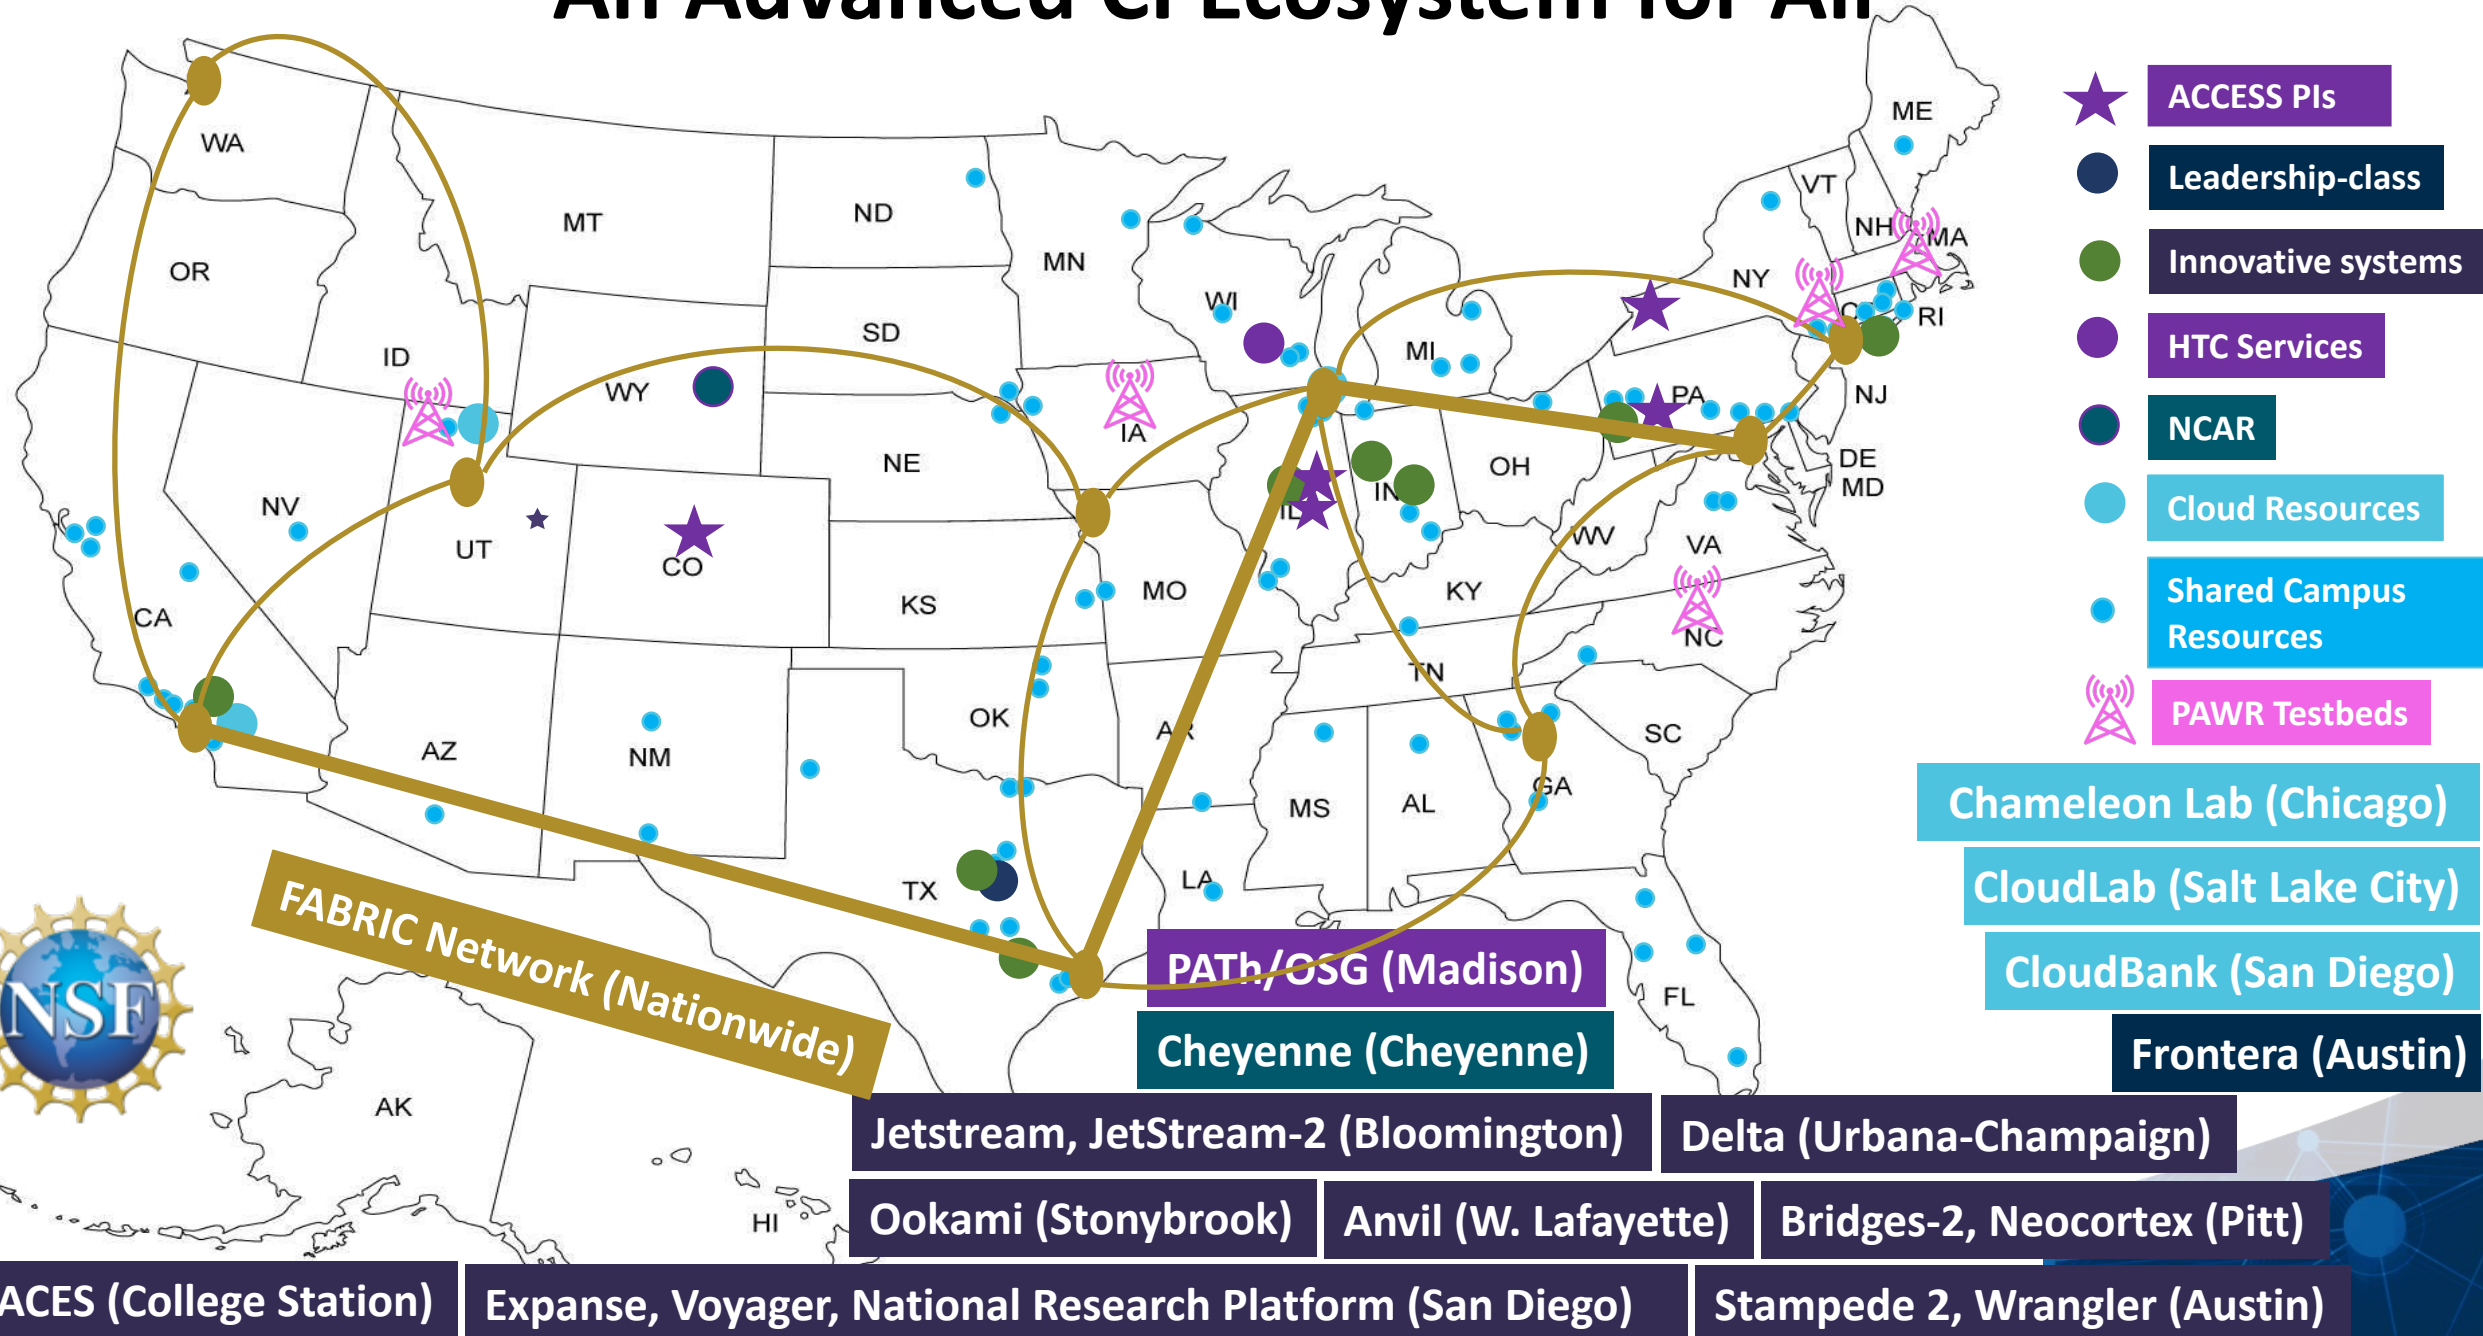 An Advanced CI Ecosystem for All
ACCESS PIs
Leadership-class
Innovative systems
HTC Services
NCAR
Cloud Resources
Shared Campus
Resources
PAWR Testbeds
WA
OR
CA
NV
ID
MT
WY
UT
CO
AZ
NM
ND
SD
NE
KS
OK
TX
MN
IA
MO
AR
LA
WI
IL
MI
IN
OH
KY
TN
MS
AL
GA
FL
SC
NC
VA
WV
PA
NY
VT
NH
ME
MA
RI
NJ
DE
MD
AK
HI
FABRIC Network (Nationwide)
NSF
Chameleon Lab (Chicago)
CloudLab (Salt Lake City)
CloudBank (San Diego)
Frontera (Austin)
PATh/OSG (Madison)
Cheyenne (Cheyenne)
Jetstream, JetStream-2 (Bloomington)
Delta (Urbana-Champaign)
Ookami (Stonybrook)
Anvil (W. Lafayette)
Bridges-2, Neocortex (Pitt)
ACES (College Station)
Expanse, Voyager, National Research Platform (San Diego)
Stampede 2, Wrangler (Austin)